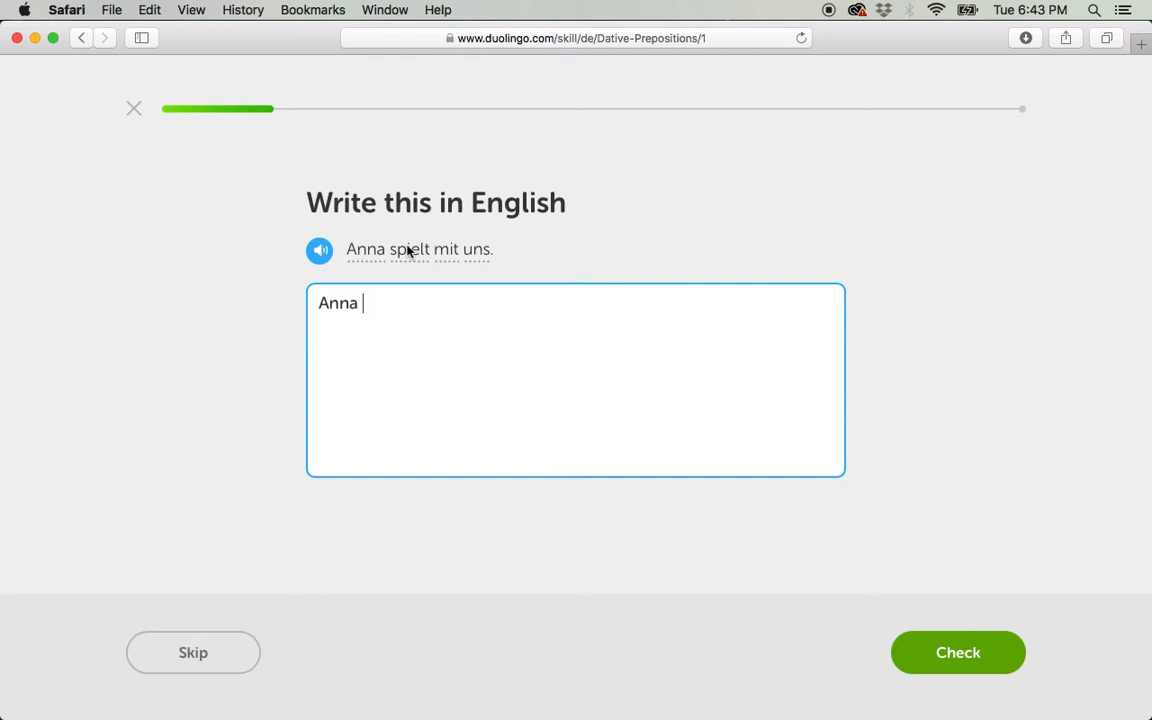 Safari File Edit View History Bookmarks Window Help Tue 6:43 PM
www.duolingo.com/skill/de/Dative-Prepositions/1
Write this in English
Anna spielt mit uns.
Anna
Skip
Check